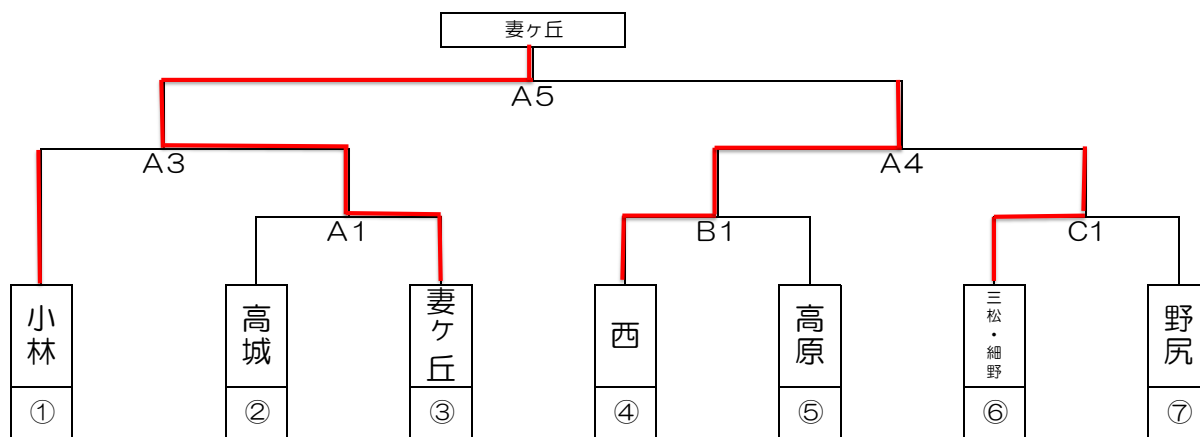 妻ヶ丘
A5
A3
A4
A1
B1
C1
小林
高城
妻ヶ丘
西
高原
三松・細野
野尻
①
②
③
④
⑤
⑥
⑦